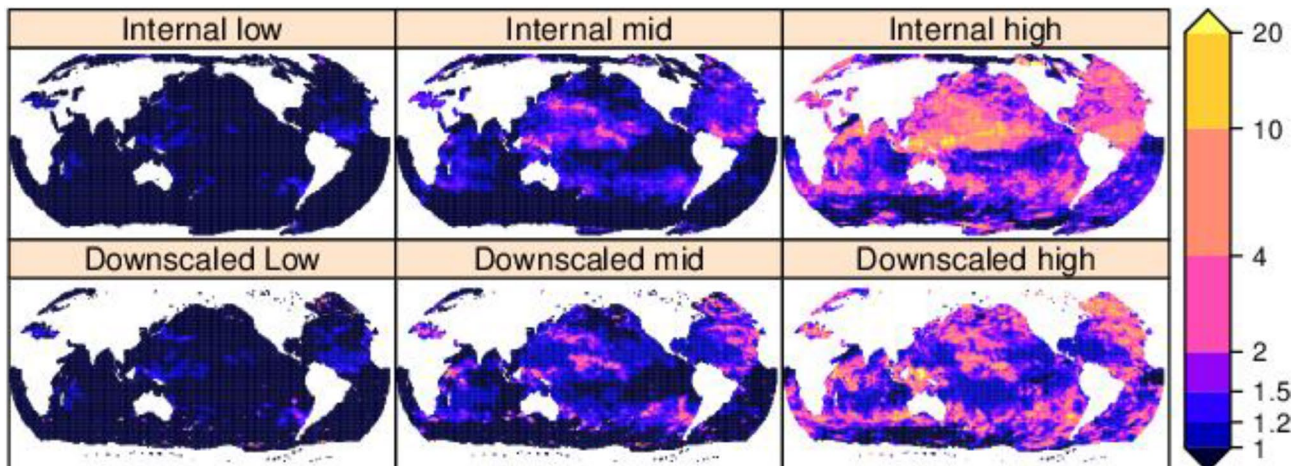 Internal low
Internal mid
Internal high
Downscaled Low
Downscaled mid
Downscaled high
20
10
4
2
1.5
1.2
1